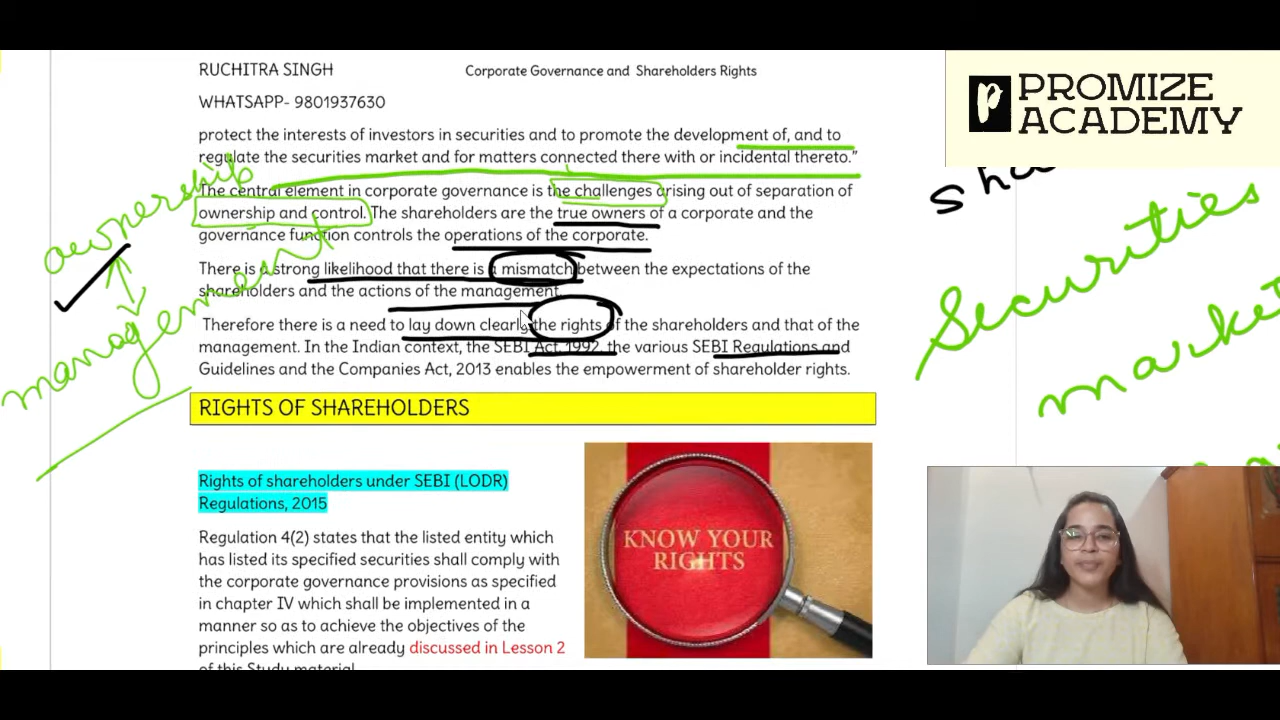 RUCHITRA SINGH
Corporate Governance and Shareholders Rights
WHATSAPP- 9801937630
PROMIZE
ACADEMY
protect the interests of investors in securities and to promote the development of, and to
regulate the securities market and for matters connected there with or incidental thereto.”
The central element in corporate governance is the challenges arising out of separation of
ownership and control. The shareholders are the true owners of a corporate and the
governance function controls the operations of the corporate.
There is a strong likelihood that there is a mismatch between the expectations of the
shareholders and the actions of the management.
Therefore there is a need to lay down clearly the rights of the shareholders and that of the
management. In the Indian context, the SEBI Act, 1992, the various SEBI Regulations and
Guidelines and the Companies Act, 2013 enables the empowerment of shareholder rights.
ownership
management
Securities
RIGHTS OF SHAREHOLDERS
Rights of shareholders under SEBI (LODR)
Regulations, 2015
Regulation 4(2) states that the listed entity which
has listed its specified securities shall comply with
the corporate governance provisions as specified
in chapter IV which shall be implemented in a
manner so as to achieve the objectives of the
principles which are already discussed in Lesson 2
of this Study material
KNOW YOUR
RIGHTS